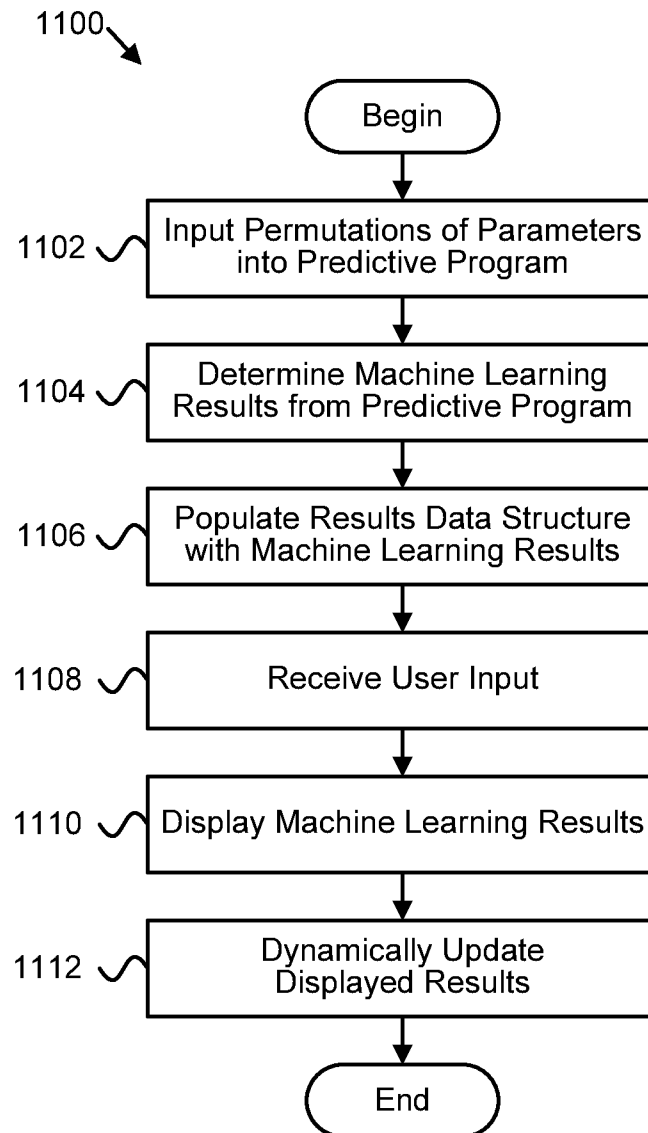 1100
Begin
1102
Input Permutations of Parameters
into Predictive Program
1104
Determine Machine Learning
Results from Predictive Program
1106
Populate Results Data Structure
with Machine Learning Results
1108
Receive User Input
1110
Display Machine Learning Results
1112
Dynamically Update
Displayed Results
End